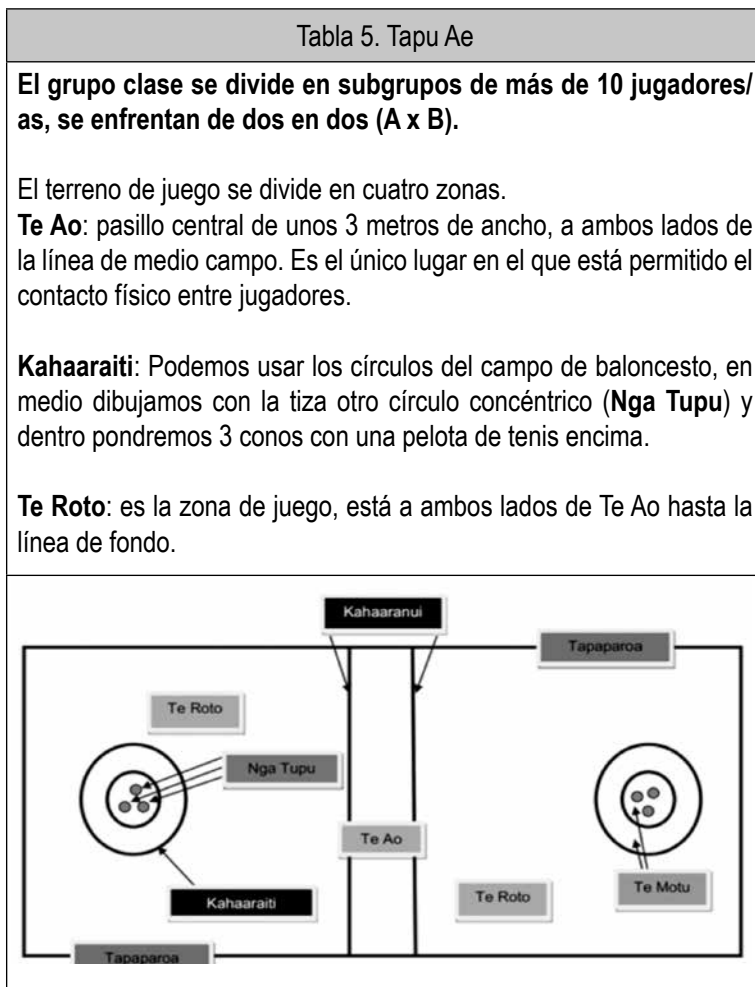 Tabla 5. Tapu Ae
El grupo clase se divide en subgrupos de más de 10 jugadores/
as, se enfrentan de dos en dos (A x B).
El terreno de juego se divide en cuatro zonas.
Te Ao: pasillo central de unos 3 metros de ancho, a ambos lados de
la línea de medio campo. Es el único lugar en el que está permitido el
contacto físico entre jugadores.
Kahaaraiti: Podemos usar los círculos del campo de baloncesto, en
medio dibujamos con la tiza otro círculo concéntrico (Nga Tupu) y
dentro pondremos 3 conos con una pelota de tenis encima.
Te Roto: es la zona de juego, está a ambos lados de Te Ao hasta la
línea de fondo.
Kahaaranui
Tapaparoa
Te Roto
Nga Tupu
Te Ao
Te Motu
Te Roto
Kahaaraiti
Tapaparoa